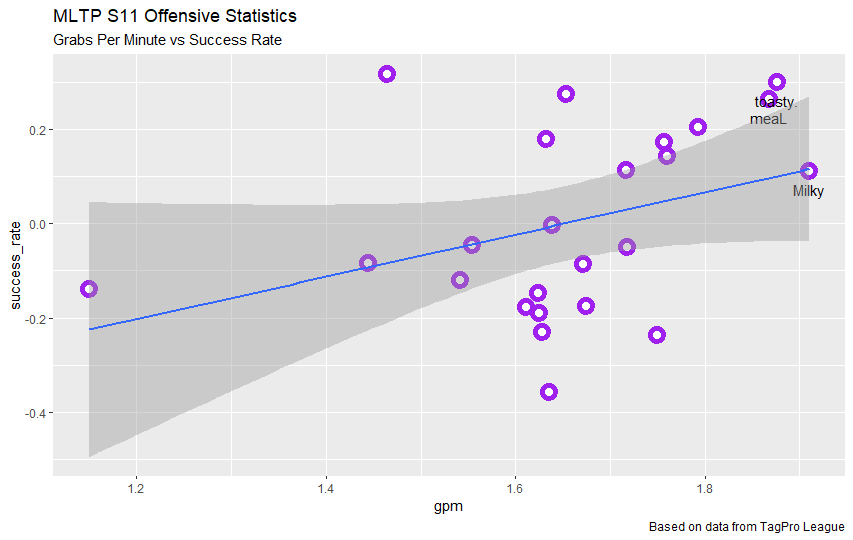 MLTP S11 Offensive Statistics
Grabs Per Minute vs Success Rate
success_rate
0.2
0.0
-0.2
-0.4
toasty.
meaL
Milky
1.2
1.4
1.6
1.8
gpm
Based on data from TagPro League